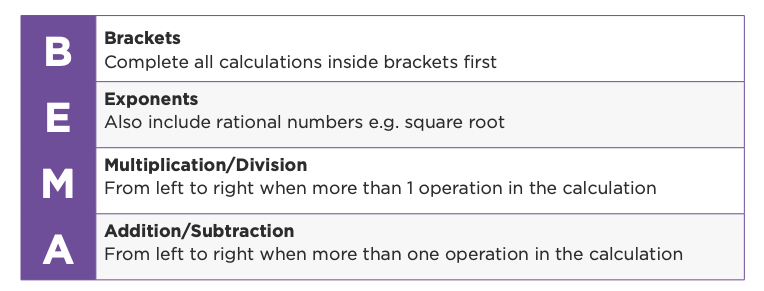 B
Brackets
Complete all calculations inside brackets first
E
Exponents
Also include rational numbers e.g. square root
M
Multiplication/Division
From left to right when more than 1 operation in the calculation
A
Addition/Subtraction
From left to right when more than one operation in the calculation